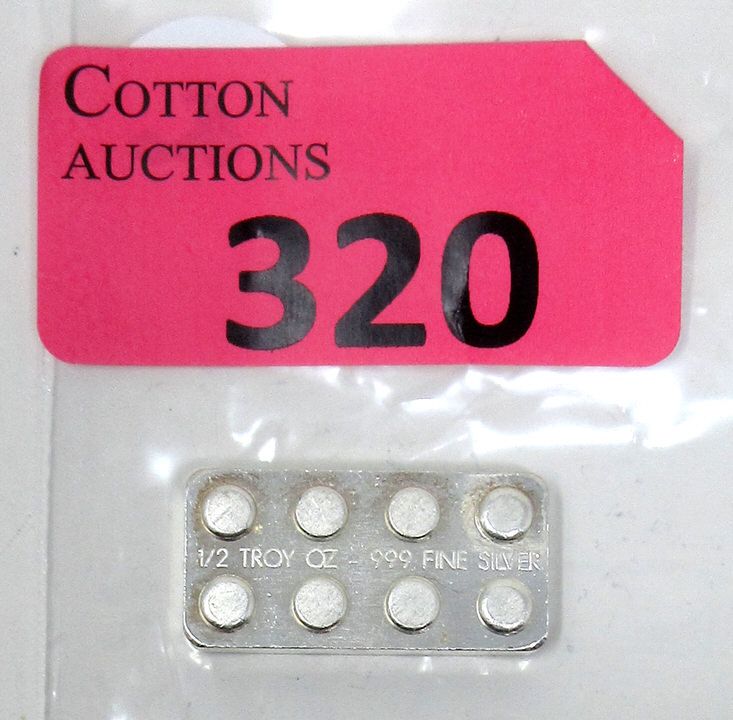 COTTON
AUCTIONS
320
1/2 TROY OZ - 999 FINE SILVER